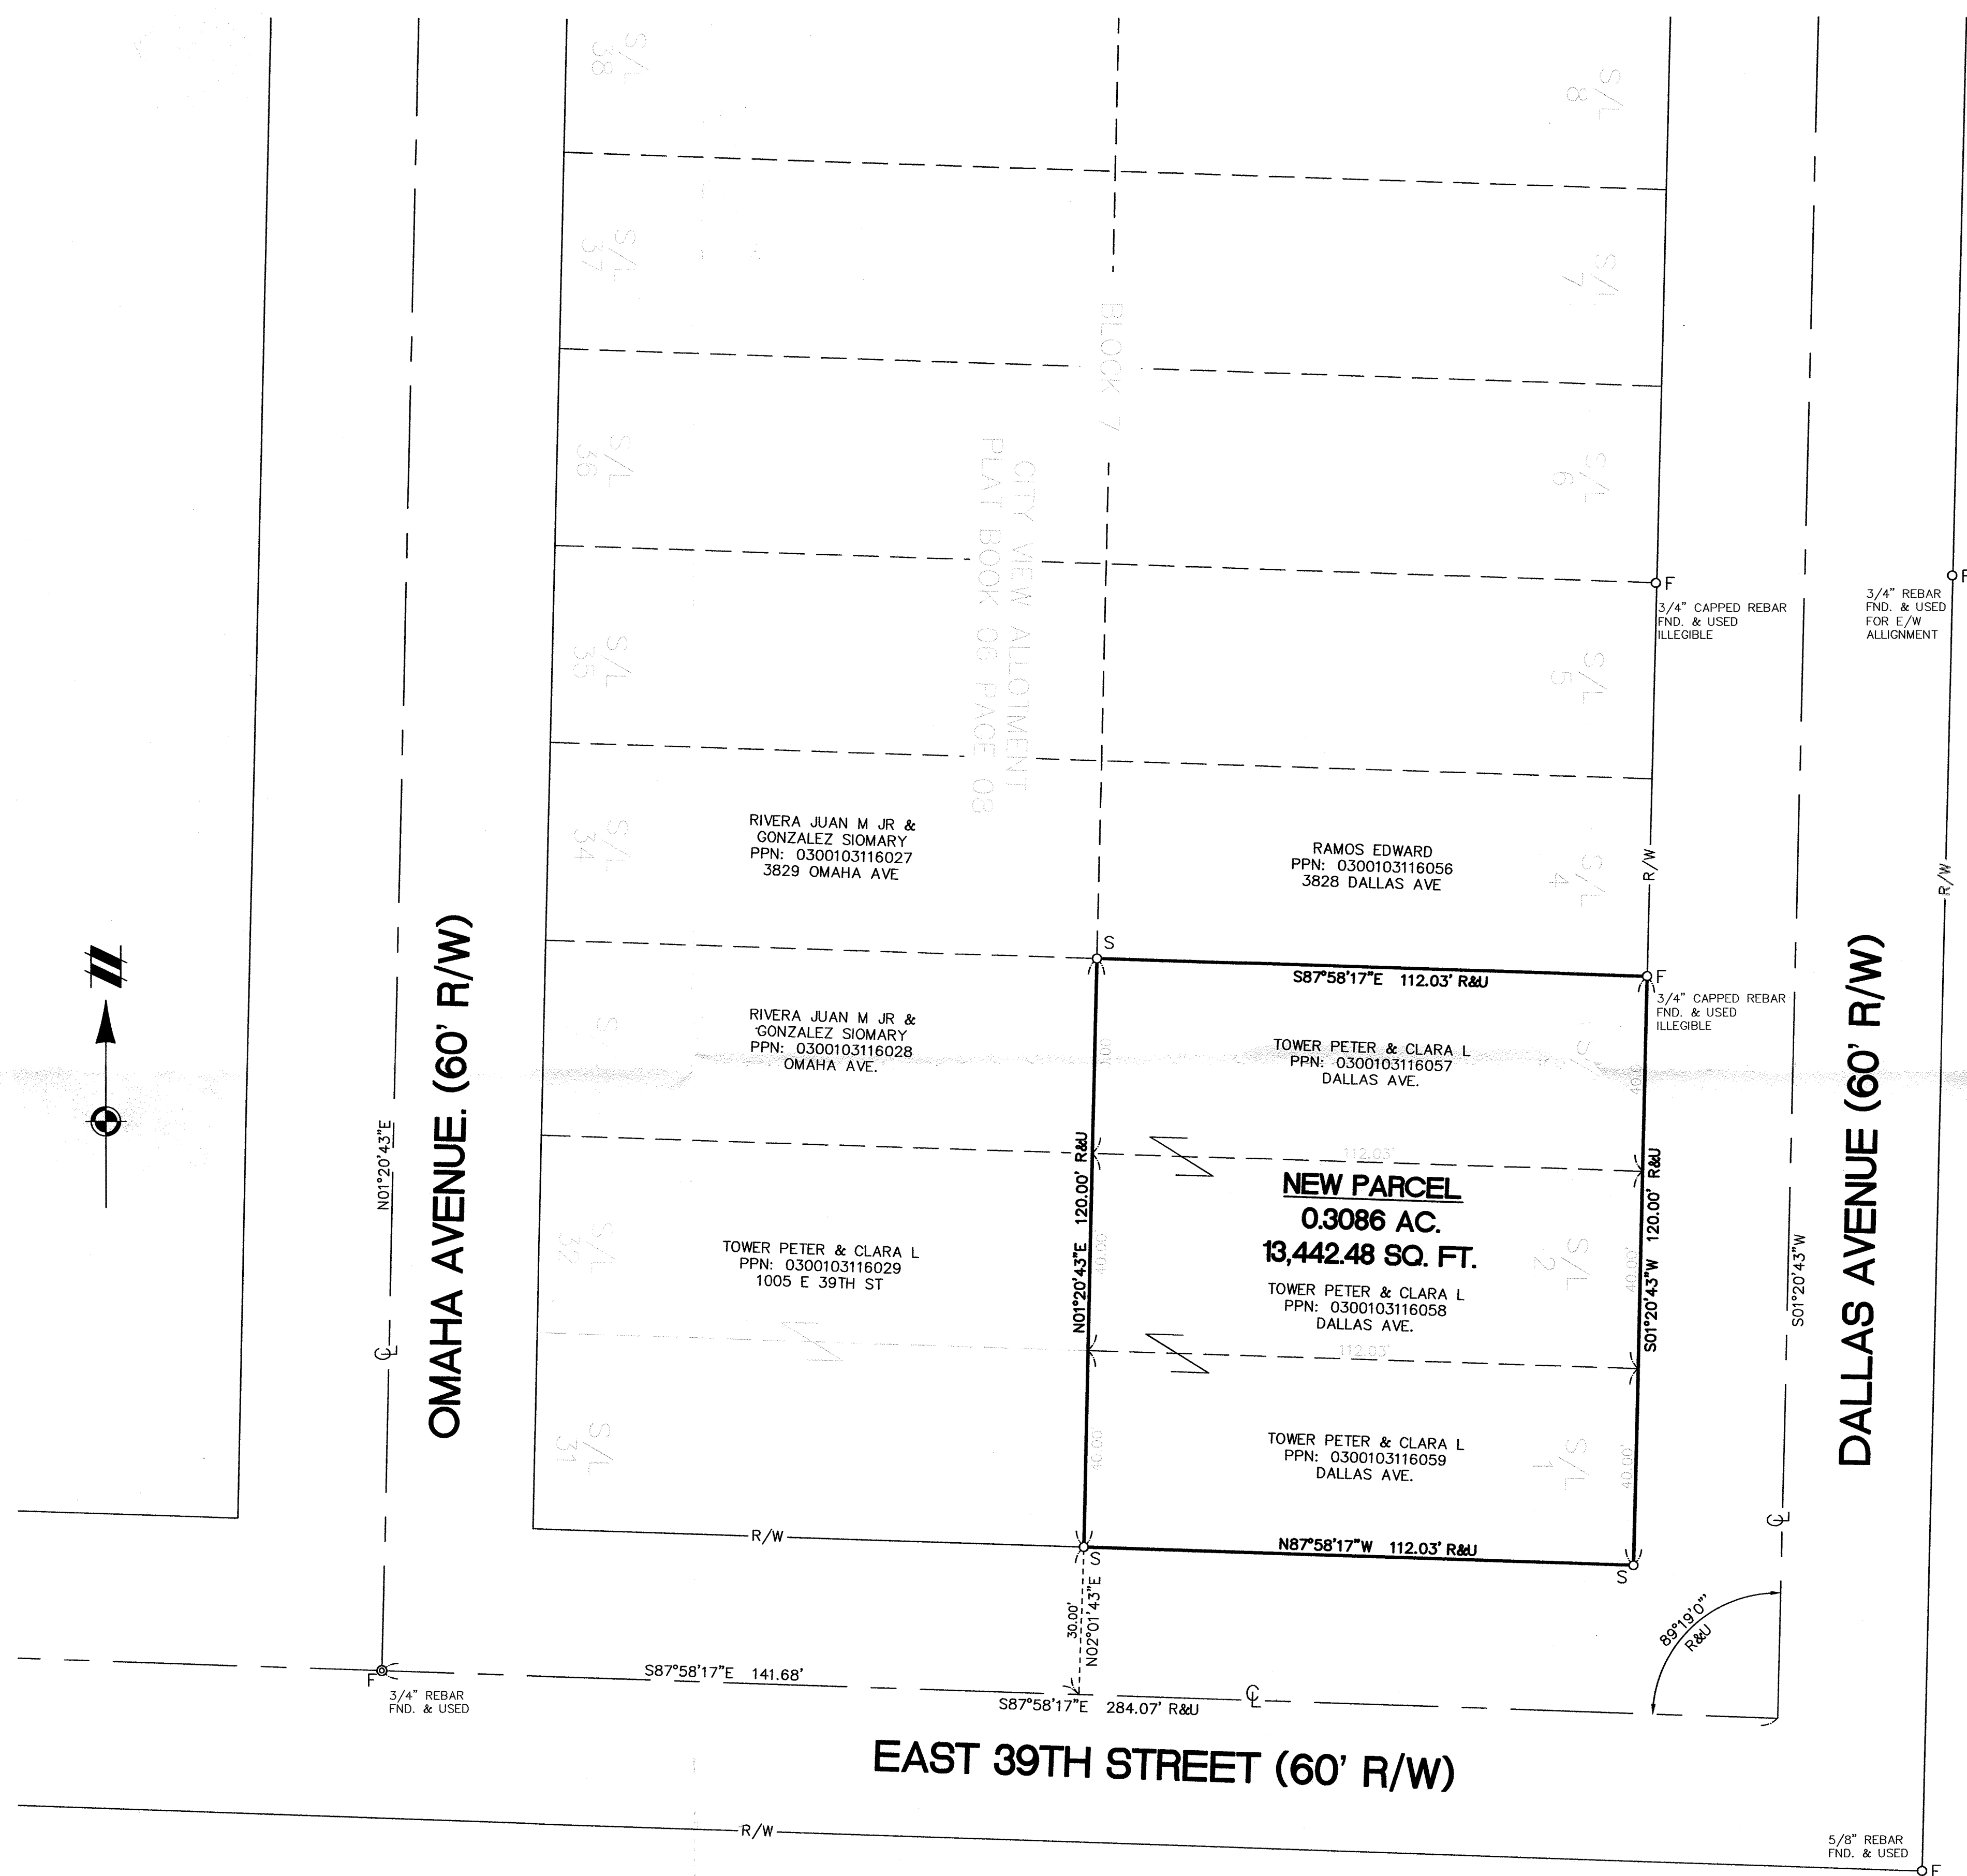 S/L
38
S/L
8
S/L
37
S/L
7
BLOCK 7
S/L
36
S/L
6
CITY VIEW ALLOTMENT
PLAT BOOK 06 PAGE 08
F
3/4" CAPPED REBAR
FND. & USED
ILLEGIBLE
F
3/4" REBAR
FND. & USED
FOR E/W
ALLIGNMENT
S/L
35
S/L
5
RIVERA JUAN M JR &
GONZALEZ SIOMARY
PPN: 0300103116027
3829 OMAHA AVE
S/L
34
RAMOS EDWARD
PPN: 0300103116056
3828 DALLAS AVE
S/L
4
R/W
R/W
N
S
S87°58'17"E 112.03' R&U
F
3/4" CAPPED REBAR
FND. & USED
ILLEGIBLE
OMAHA AVENUE. (60' R/W)
DALLAS AVENUE (60' R/W)
RIVERA JUAN M JR &
GONZALEZ SIOMARY
PPN: 0300103116028
OMAHA AVE.
TOWER PETER & CLARA L
PPN: 0300103116057
DALLAS AVE.
N01°20'43"E
N01°20'43"E 120.00' R&U
112.03'
NEW PARCEL
0.3086 AC.
13,442.48 SQ. FT.
S01°20'43"W 120.00' R&U
S01°20'43"W
S/L
32
TOWER PETER & CLARA L
PPN: 0300103116029
1005 E 39TH ST
40.00'
TOWER PETER & CLARA L
PPN: 0300103116058
DALLAS AVE.
S/L
2
40.00'
112.03'
CL
S/L
31
40.00'
TOWER PETER & CLARA L
PPN: 0300103116059
DALLAS AVE.
S/L
1
40.00'
CL
R/W
S
N87°58'17"W 112.03' R&U
S
30.00'
N02°01'43"E
89°19'0"'
R&U
F
3/4" REBAR
FND. & USED
S87°58'17"E 141.68'
S87°58'17"E 284.07' R&U
CL
EAST 39TH STREET (60' R/W)
R/W
5/8" REBAR
FND. & USED
F